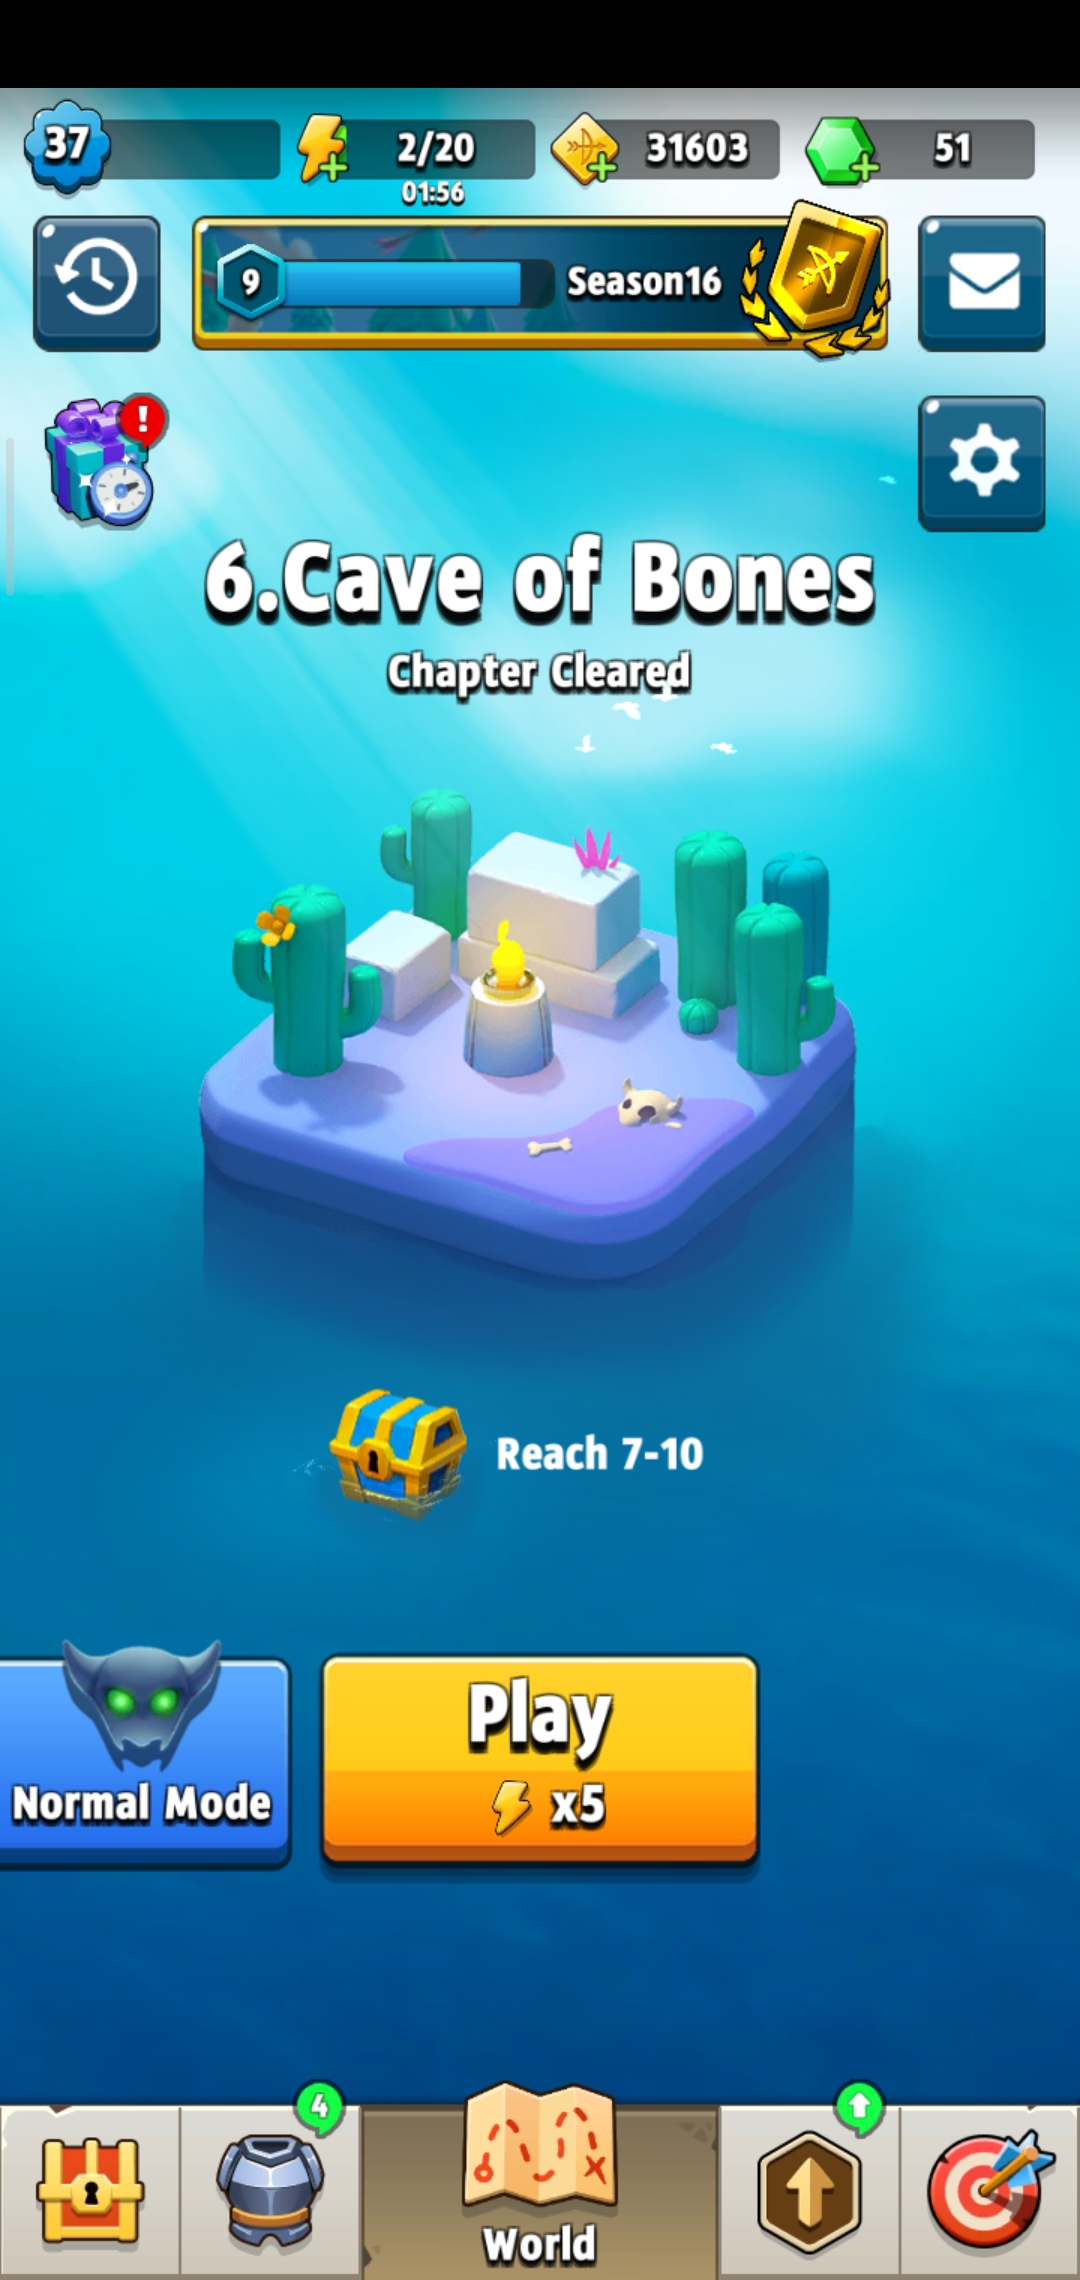 37
2/20
31603
51
01:56
9
Season16
!
6.Cave of Bones
Chapter Cleared
Reach 7-10
Play
x5
Normal Mode
4
World